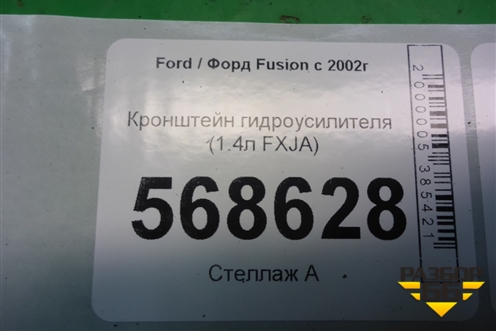 Ford / Форд Fusion с 2002г
Кронштейн гидроусилителя
(1.4л FXJA)
568628
Стеллаж А
2000005385421
РАЗБОР